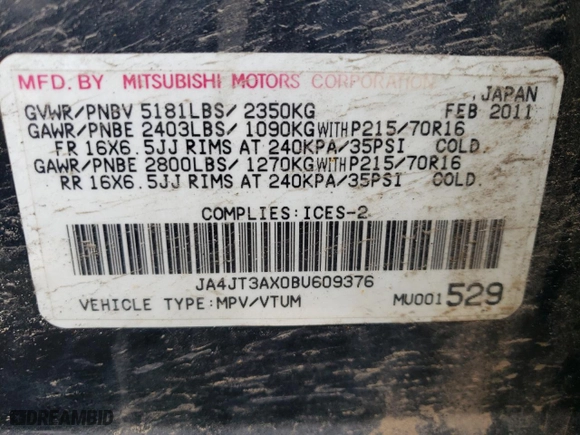 MFD. BY MITSUBISHI MOTORS CORPORATION
, JAPAN
GVWR/PNBV 5181LBS/ 2350KG FEB 2011
GAWR/PNBE 2403LBS/ 1090KG WITH P215/70R16
FR 16X6.5JJ RIMS AT 240KPA/35PSI COLD.
GAWR/PNBE 2800LBS/ 1270KG WITH P215/70R16
RR 16X6.5JJ RIMS AT 240KPA/35PSI COLD.
COMPLIES:ICES-2
JA4JT3AX0BU609376
VEHICLE TYPE:MPV/VTUM MU001529
DREAMBID